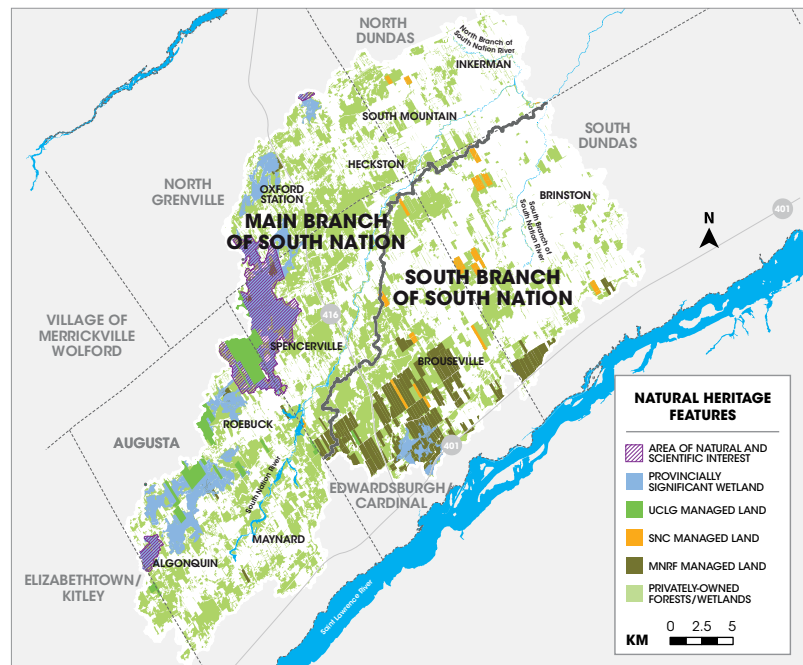 NORTH
DUNDAS
North Branch of
South Nation River
INKERMAN
SOUTH MOUNTAIN
SOUTH
DUNDAS
HECKSTON
NORTH
GRENVILLE
OXFORD
STATION
BRINSTON
401
MAIN BRANCH
OF SOUTH NATION
South Branch of
South Nation River
N
SOUTH BRANCH
OF SOUTH NATION
416
VILLAGE OF
MERRICKVILLE
WOLFORD
SPENCERVILLE
BROUSEVILLE
ROEBUCK
AUGUSTA
401
South Nation River
EDWARDSBURGH/
CARDINAL
MAYNARD
ALGONQUIN
ELIZABETHTOWN/
KITLEY
Saint Lawrence River
NATURAL HERITAGE
FEATURES
AREA OF NATURAL AND
SCIENTIFIC INTEREST
PROVINCIALLY
SIGNIFICANT WETLAND
UCLG MANAGED LAND
SNC MANAGED LAND
MNRF MANAGED LAND
PRIVATELY-OWNED
FORESTS/WETLANDS
0 2.5 5
KM